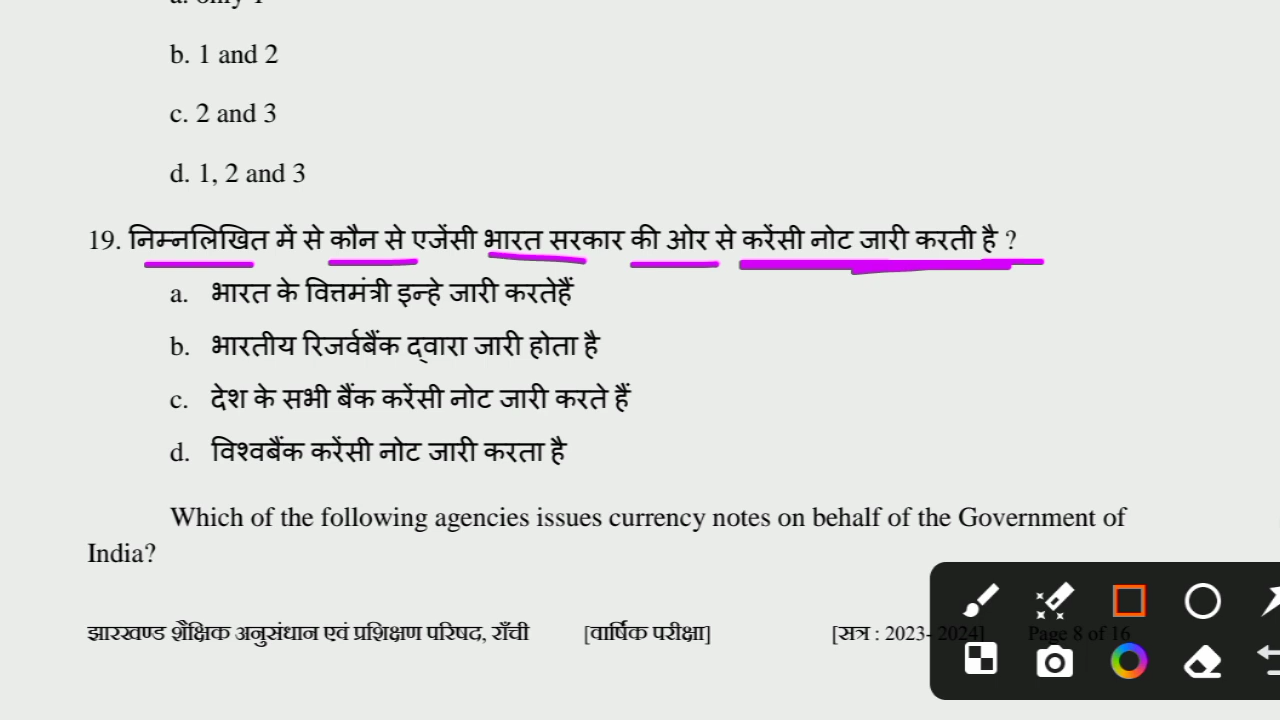 a. only 1
b. 1 and 2
c. 2 and 3
d. 1, 2 and 3
19. निम्नलिखित में से कौन से एजेंसी भारत सरकार की ओर से करेंसी नोट जारी करती है ?
a. भारत के वित्तमंत्री इन्हे जारी करतेहैं
b. भारतीय रिजर्वबैंक द्वारा जारी होता है
c. देश के सभी बैंक करेंसी नोट जारी करते हैं
d. विश्वबैंक करेंसी नोट जारी करता है
Which of the following agencies issues currency notes on behalf of the Government of
India?
झारखण्ड शैक्षिक अनुसंधान एवं प्रशिक्षण परिषद, राँची [वार्षिक परीक्षा] [सत्र : 2023- 2024] Page 8 of 16